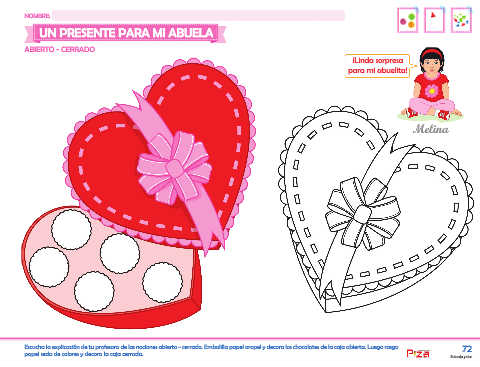 NOMBRE:
UN PRESENTE PARA MI ABUELA
ABIERTO - CERRADO
¡Linda sorpresa
para mi abuelita!
Melina
Escucha la explicación de tu profesora de las nociones abierto - cerrado. Embolilla papel crepé y decora los chocolates de la caja abierta. Luego rasga
papel seda de colores y decora la caja cerrada.
72